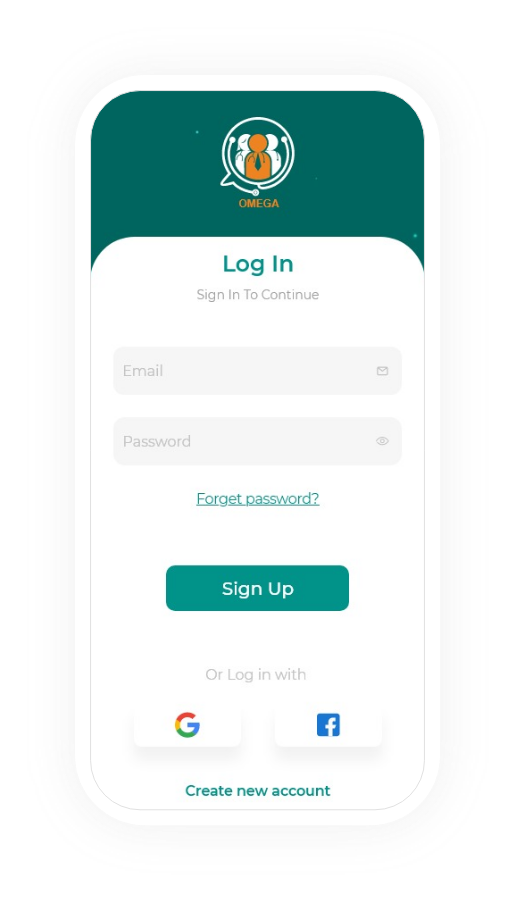 OMEGA
Log In
Sign In To Continue
Email
Password
Forget password?
Sign Up
Or Log in with
Create new account